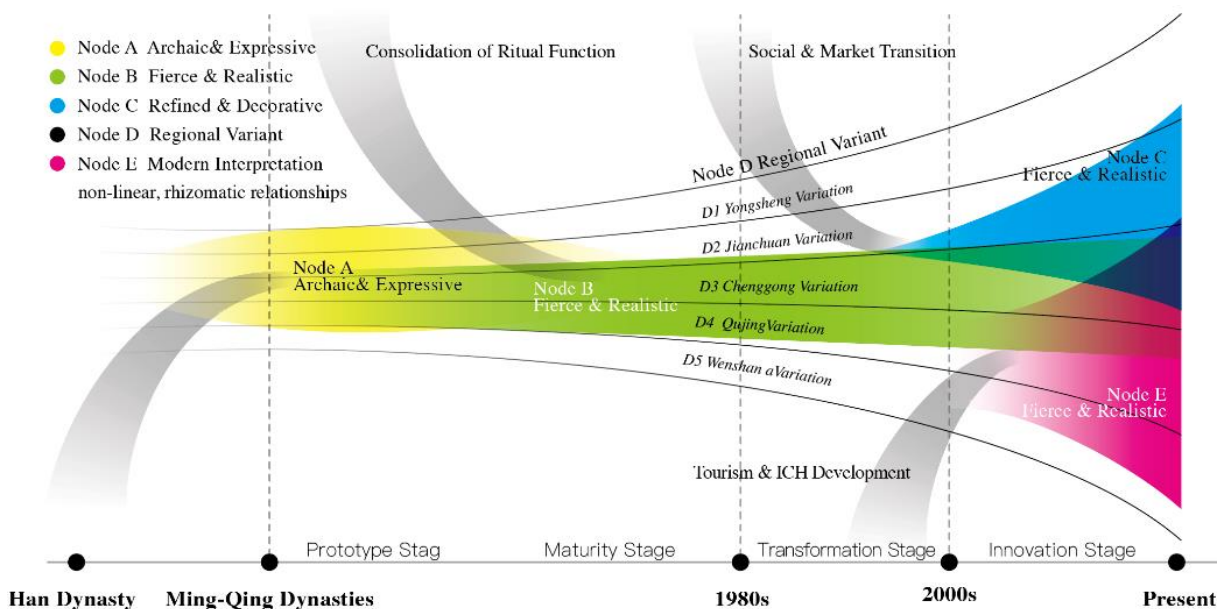 Node A Archaic& Expressive
Node B Fierce & Realistic
Node C Refined & Decorative
Node D Regional Variant
Node E Modern Interpretation
non-linear, rhizomatic relationships
Consolidation of Ritual Function
Social & Market Transition
Node D Regional Variant
D1 Yongsheng Variation
D2 Jianchuan Variation
D3 Chenggong Variation
D4 QujingVariation
D5 Wenshan aVariation
Node A
Archaic& Expressive
Node B
Fierce & Realistic
Node C
Fierce & Realistic
Node E
Fierce & Realistic
Tourism & ICH Development
Prototype Stag
Maturity Stage
Transformation Stage
Innovation Stage
Han Dynasty
Ming-Qing Dynasties
1980s
2000s
Present